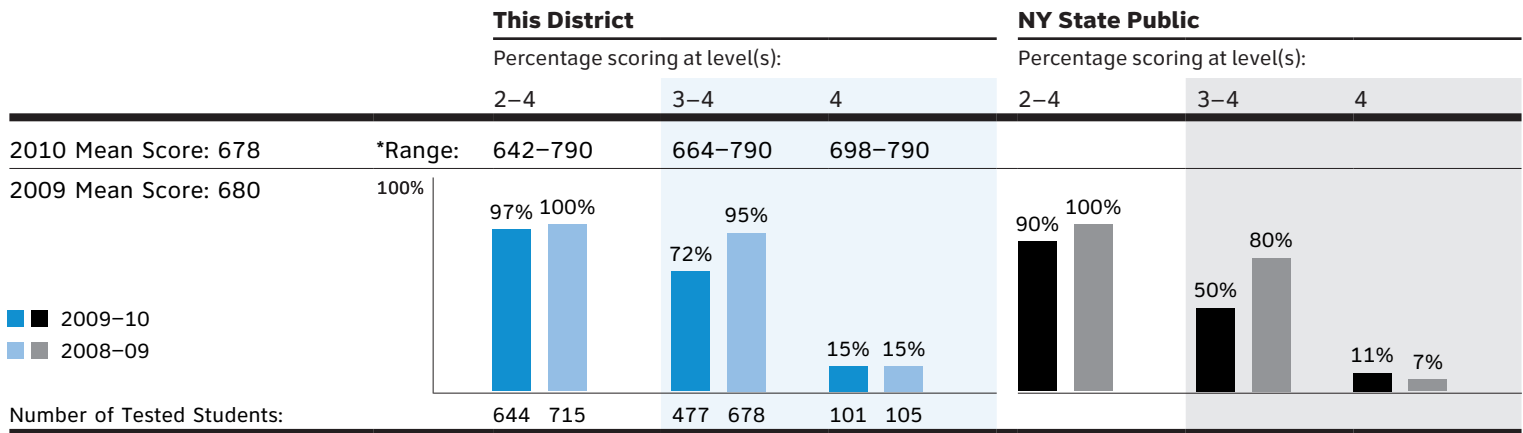 This District NY State Public
Percentage scoring at level(s): Percentage scoring at level(s):
2–4 3–4 4 2–4 3–4 4
2010 Mean Score: 678 *Range: 642–790 664–790 698–790
2009 Mean Score: 680 100%
97% 100% 95% 90% 100%
72% 80%
50%
15% 15% 11% 7%
2009–10
2008–09
Number of Tested Students: 644 715 477 678 101 105